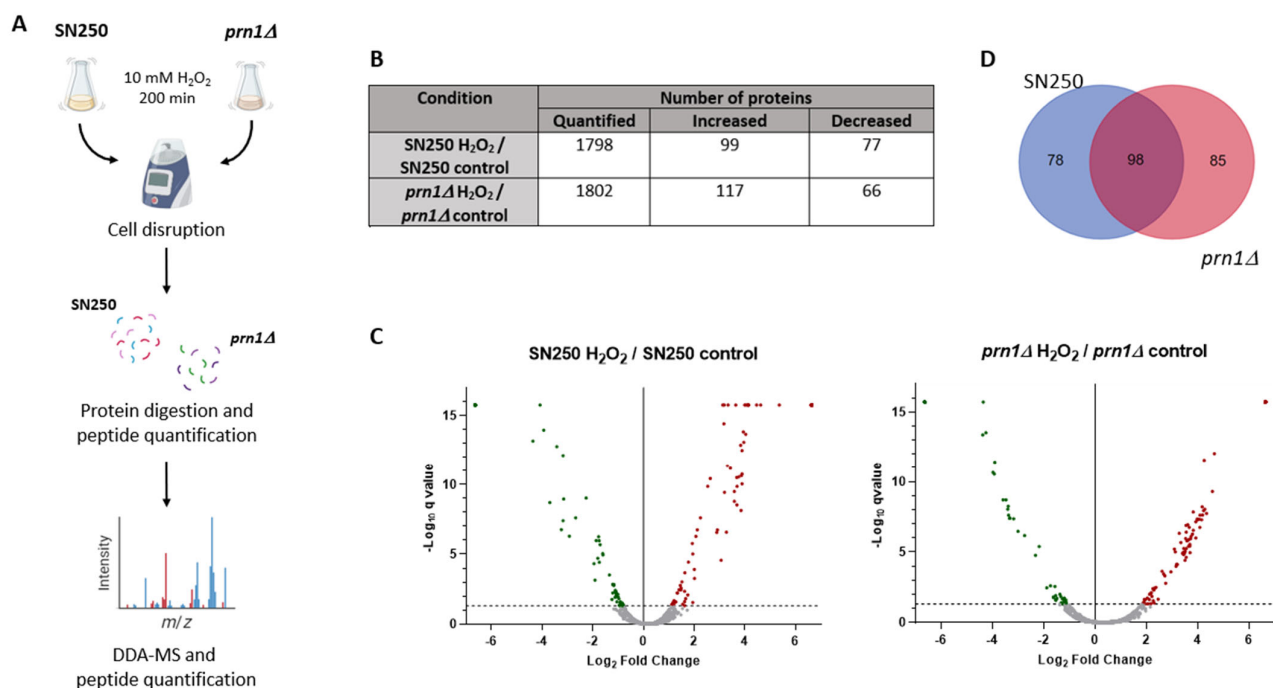 A
SN250
prn1Δ
10 mM H₂O₂
200 min
Cell disruption
SN250
prn1Δ
Protein digestion and
peptide quantification
Intensity
m/z
DDA-MS and
peptide quantification
B
Condition
Number of proteins
Quantified Increased Decreased
SN250 H₂O₂ /
SN250 control
1798 99 77
prn1Δ H₂O₂ /
prn1Δ control
1802 117 66
D
SN250
78 98 85
prn1Δ
C
SN250 H₂O₂ / SN250 control
-Log₁₀ q value
15
10
5
0
-6 -4 -2 0 2 4 6
Log₂ Fold Change
prn1Δ H₂O₂ / prn1Δ control
-Log₁₀ qvalue
15
10
5
0
-6 -4 -2 0 2 4 6
Log₂ Fold Change